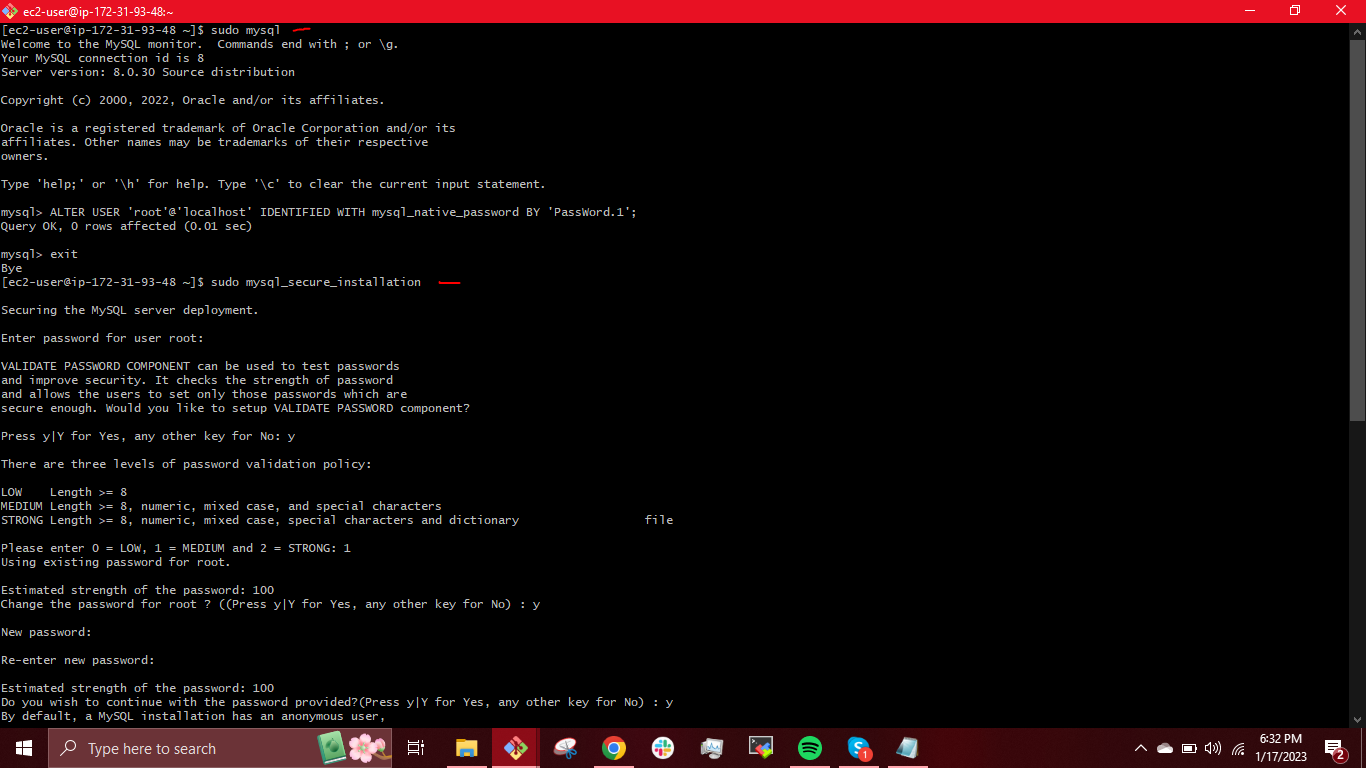 ec2-user@ip-172-31-93-48:~
[ec2-user@ip-172-31-93-48 ~]$ sudo mysql
Welcome to the MySQL monitor.  Commands end with ; or \g.
Your MySQL connection id is 8
Server version: 8.0.30 Source distribution
Copyright (c) 2000, 2022, Oracle and/or its affiliates.
Oracle is a registered trademark of Oracle Corporation and/or its
affiliates. Other names may be trademarks of their respective
owners.
Type 'help;' or '\h' for help. Type '\c' to clear the current input statement.
mysql> ALTER USER 'root'@'localhost' IDENTIFIED WITH mysql_native_password BY 'PassWord.1';
Query OK, 0 rows affected (0.01 sec)
mysql> exit
Bye
[ec2-user@ip-172-31-93-48 ~]$ sudo mysql_secure_installation
Securing the MySQL server deployment.
Enter password for user root:
VALIDATE PASSWORD COMPONENT can be used to test passwords
and improve security. It checks the strength of password
and allows the users to set only those passwords which are
secure enough. Would you like to setup VALIDATE PASSWORD component?
Press y|Y for Yes, any other key for No: y
There are three levels of password validation policy:
LOW    Length >= 8
MEDIUM Length >= 8, numeric, mixed case, and special characters
STRONG Length >= 8, numeric, mixed case, special characters and dictionary                  file
Please enter 0 = LOW, 1 = MEDIUM and 2 = STRONG: 1
Using existing password for root.
Estimated strength of the password: 100
Change the password for root ? ((Press y|Y for Yes, any other key for No) : y
New password:
Re-enter new password:
Estimated strength of the password: 100
Do you wish to continue with the password provided?(Press y|Y for Yes, any other key for No) : y
By default, a MySQL installation has an anonymous user,
Type here to search
1
6:32 PM
1/17/2023
2